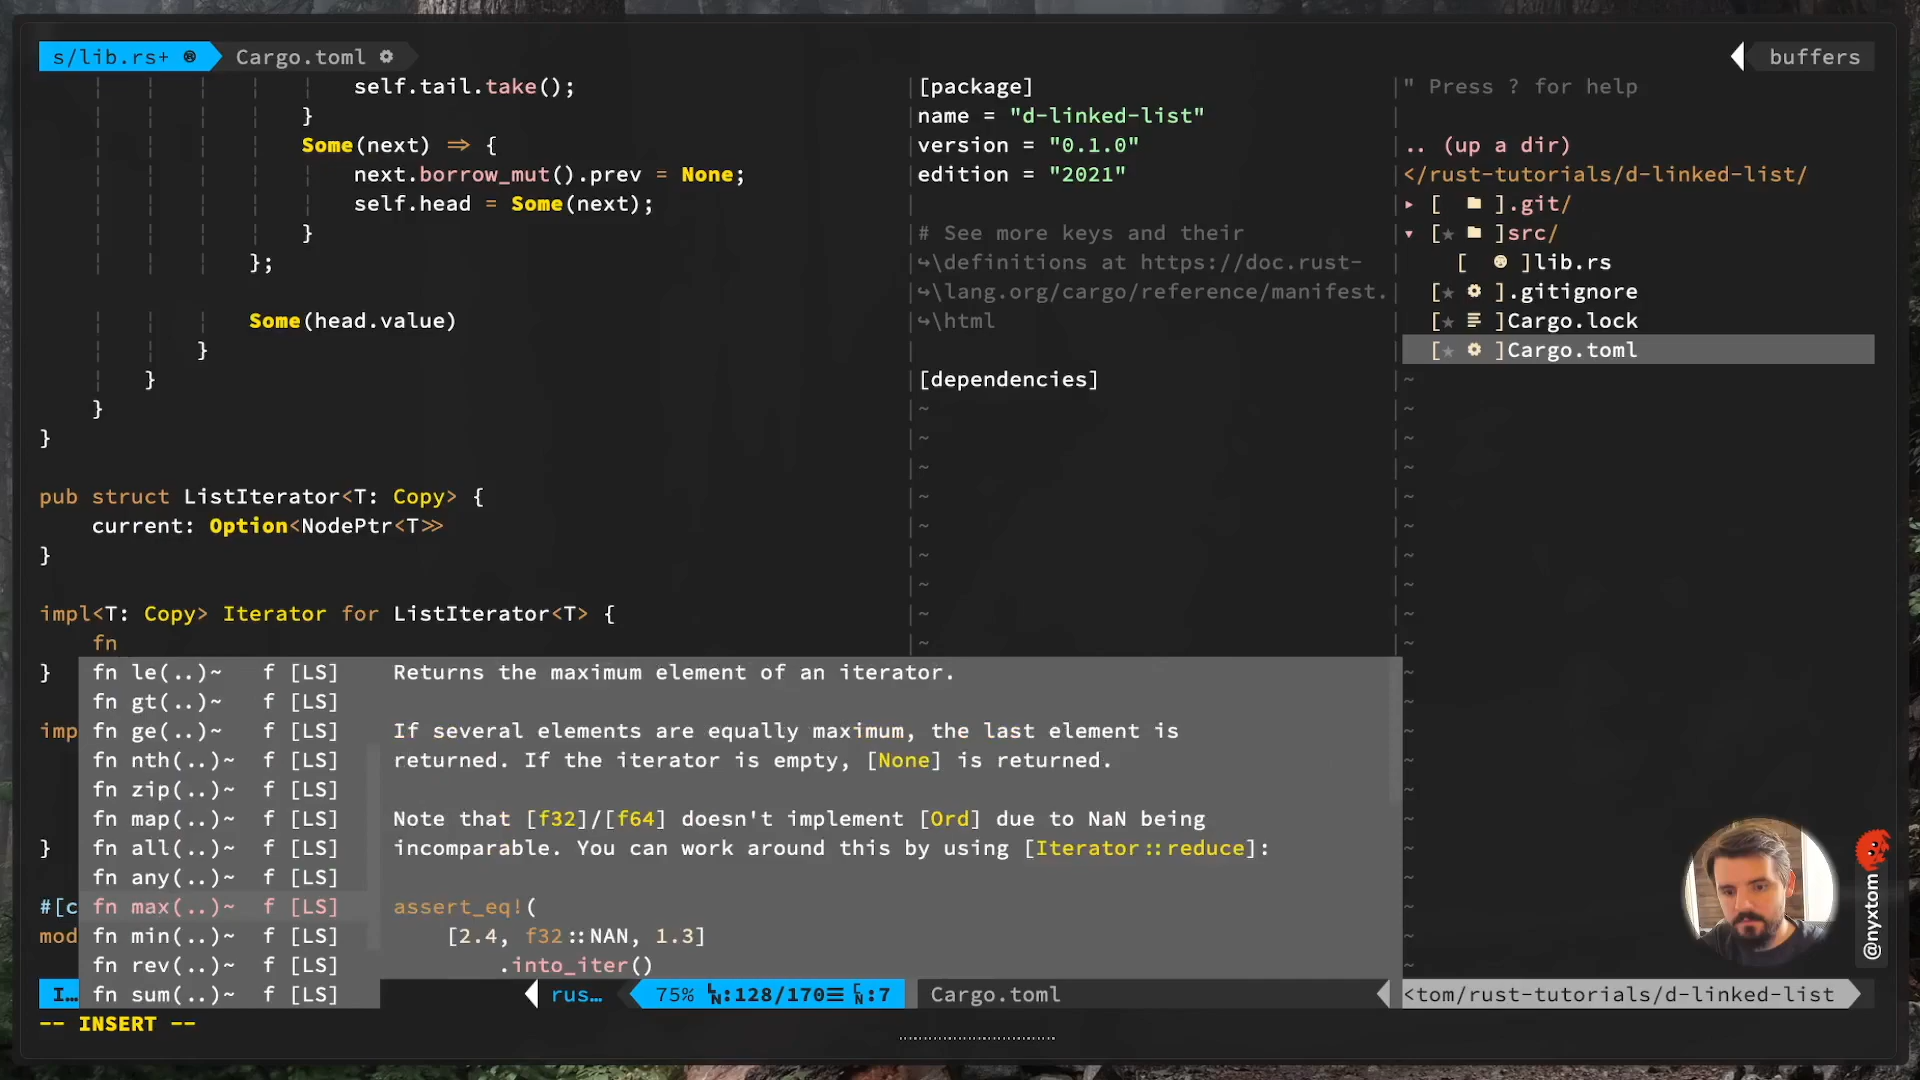 s/lib.rs+
Cargo.toml
buffers
self.tail.take();
}
Some(next) => {
next.borrow_mut().prev = None;
self.head = Some(next);
}
};
Some(head.value)
}
}
}
}
pub struct ListIterator<T: Copy> {
current: Option<NodePtr<T>>
}
impl<T: Copy> Iterator for ListIterator<T> {
fn
}
imp
}
#[c
mod
fn le(..)~ f [LS]
fn gt(..)~ f [LS]
fn ge(..)~ f [LS]
fn nth(..)~ f [LS]
fn zip(..)~ f [LS]
fn map(..)~ f [LS]
fn all(..)~ f [LS]
fn any(..)~ f [LS]
fn max(..)~ f [LS]
fn min(..)~ f [LS]
fn rev(..)~ f [LS]
fn sum(..)~ f [LS]
Returns the maximum element of an iterator.
If several elements are equally maximum, the last element is
returned. If the iterator is empty, [None] is returned.
Note that [f32]/[f64] doesn't implement [Ord] due to NaN being
incomparable. You can work around this by using [Iterator::reduce]:
assert_eq!(
[2.4, f32::NAN, 1.3]
.into_iter()
[package]
name = "d-linked-list"
version = "0.1.0"
edition = "2021"
# See more keys and their
↪\definitions at https://doc.rust-
↪\lang.org/cargo/reference/manifest.
↪\html
[dependencies]
" Press ? for help
.. (up a dir)
</rust-tutorials/d-linked-list/
▸ [ ].git/
▾ [★ ]src/
[ ]lib.rs
[★ ].gitignore
[★ ]Cargo.lock
[★ ]Cargo.toml
@nyxtom
I… rus… 75% LN:128/170☰ CN:7
Cargo.toml
<tom/rust-tutorials/d-linked-list
-- INSERT --